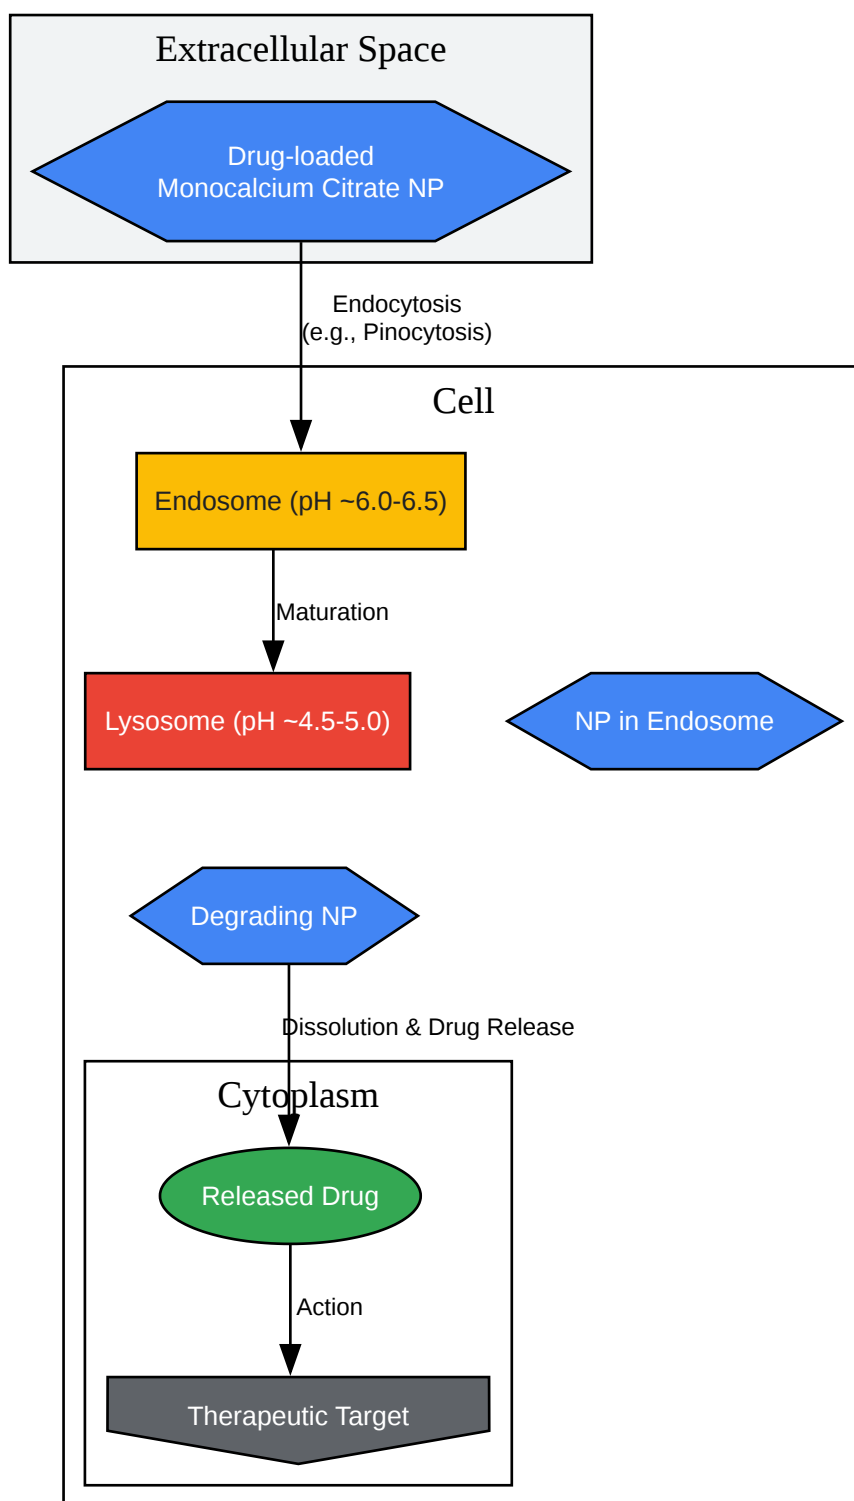 Extracellular Space
Drug-loaded
Monocalcium Citrate NP
Endocytosis
(e.g., Pinocytosis)
Cell
Endosome (pH ~6.0-6.5)
Maturation
Lysosome (pH ~4.5-5.0)
NP in Endosome
Degrading NP
Dissolution & Drug Release
Cytoplasm
Released Drug
Action
Therapeutic Target